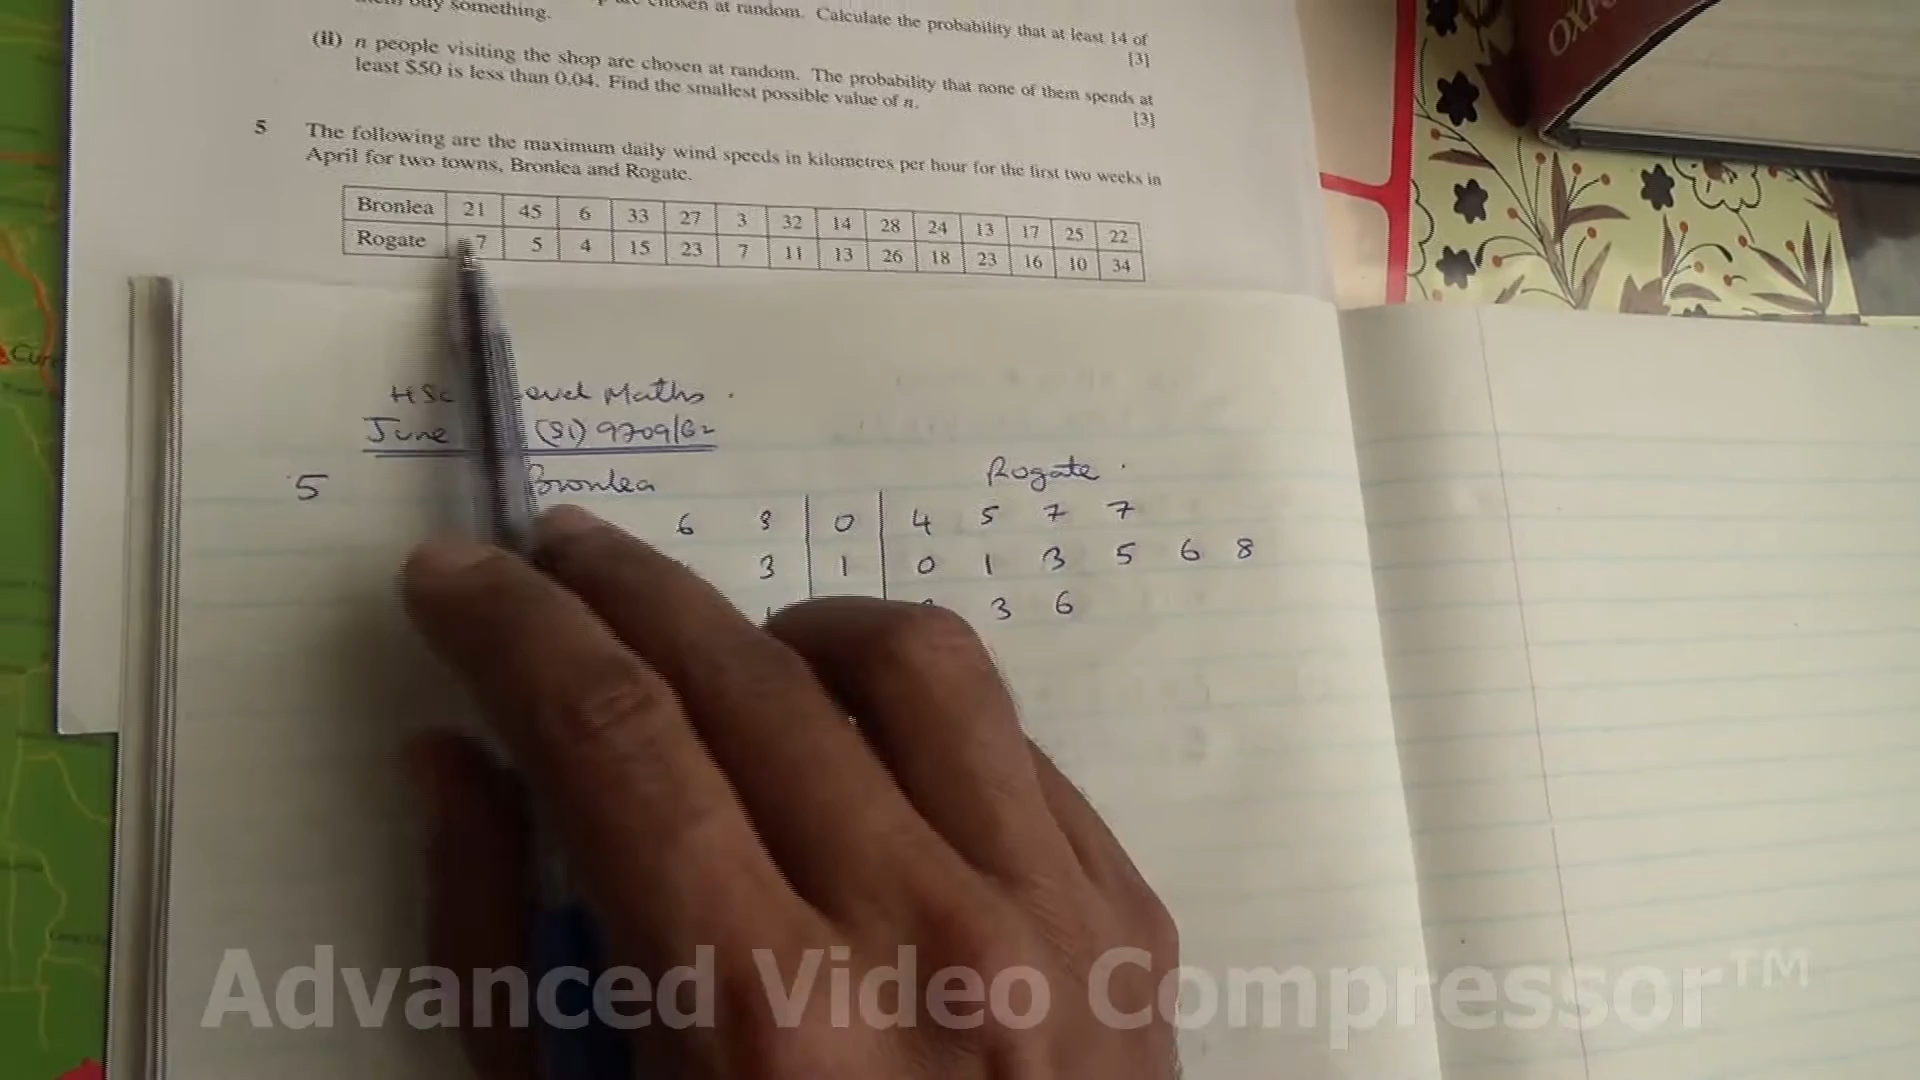 are chosen at random. Calculate the probability that at least 14 of
buy something.
[3]
(ii) n people visiting the shop are chosen at random. The probability that none of them spends at
least $50 is less than 0.04. Find the smallest possible value of n.
[3]
5 The following are the maximum daily wind speeds in kilometres per hour for the first two weeks in
April for two towns, Bronlea and Rogate.
Bronlea 21 45 6 33 27 3 32 14 28 24 13 17 25 22
Rogate 7 5 4 15 23 7 11 13 26 18 23 16 10 34
HSc Level Maths.
June (S1) 9709/62
5 Bronlea Rogate
6 3 0 4 5 7 7
3 1 0 1 3 5 6 8
3 6
Advanced Video Compressor™